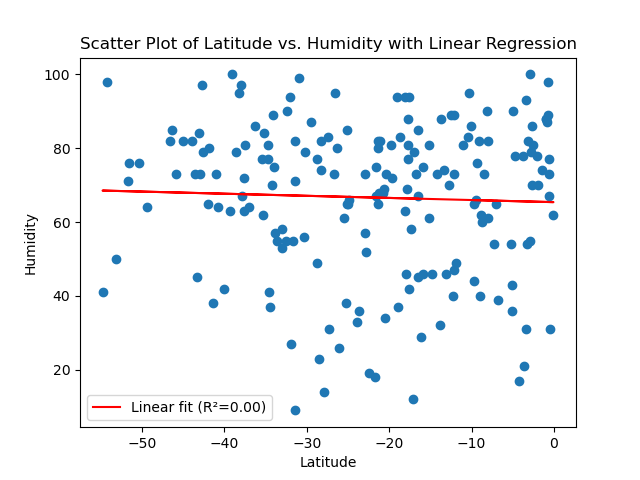 Scatter Plot of Latitude vs. Humidity with Linear Regression
100
80
60
40
20
Humidity
Linear fit (R²=0.00)
−50
−40
−30
−20
−10
0
Latitude